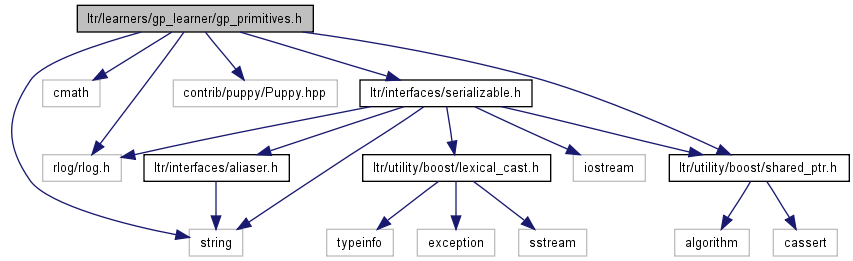 ltr/learners/gp_learner/gp_primitives.h
cmath
contrib/puppy/Puppy.hpp
ltr/interfaces/serializable.h
rlog/rlog.h
ltr/interfaces/aliaser.h
ltr/utility/boost/lexical_cast.h
iostream
ltr/utility/boost/shared_ptr.h
string
typeinfo
exception
sstream
algorithm
cassert